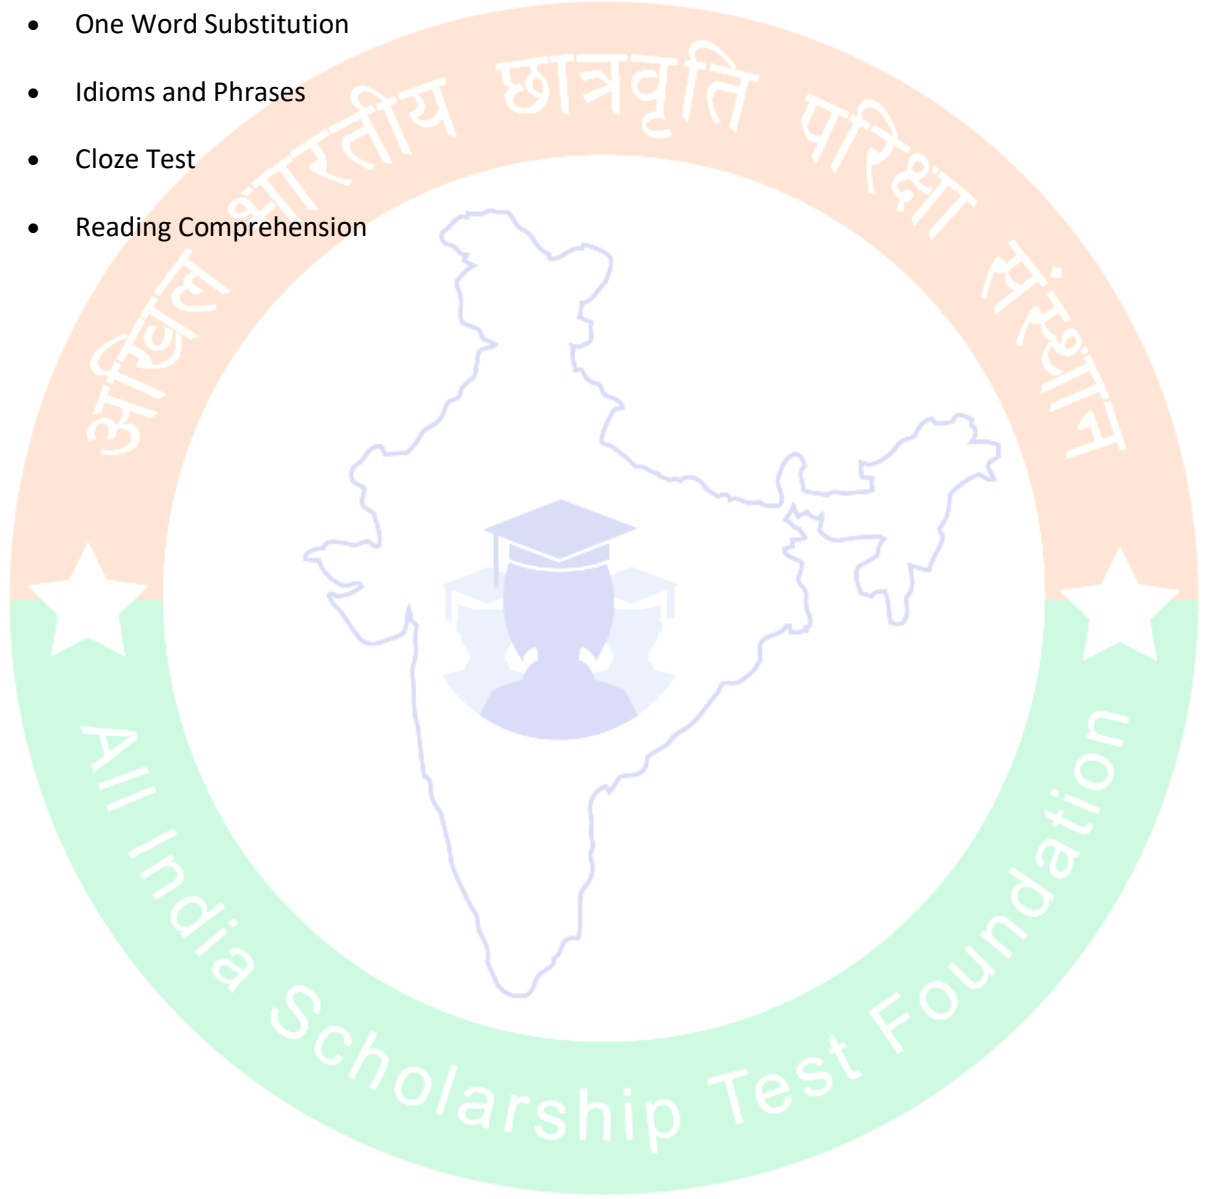 • One Word Substitution
• Idioms and Phrases
• Cloze Test
• Reading Comprehension
अखिल भारतीय छात्रवृति परिक्षा संस्थान
All India Scholarship Test Foundation